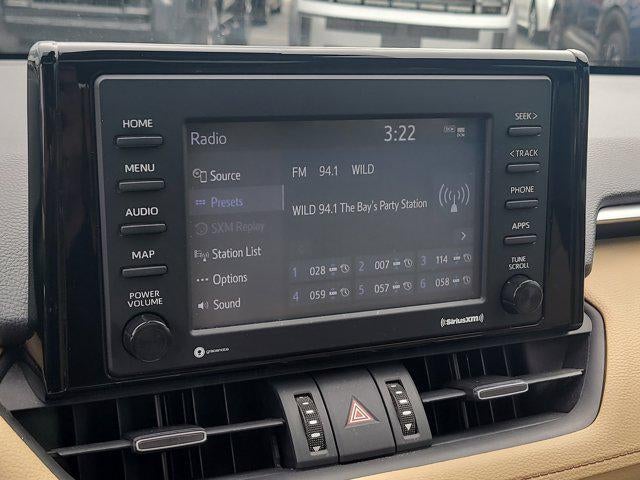 HOME
MENU
AUDIO
MAP
POWER
VOLUME
Radio
3:22
Source
Presets
SXM Replay
Station List
Options
Sound
FM 94.1 WILD
WILD 94.1 The Bay's Party Station
1 028 2 007 3 114
4 059 5 057 6 058
SEEK >
< TRACK
PHONE
APPS
TUNE
SCROLL
gracenote
SiriusXM